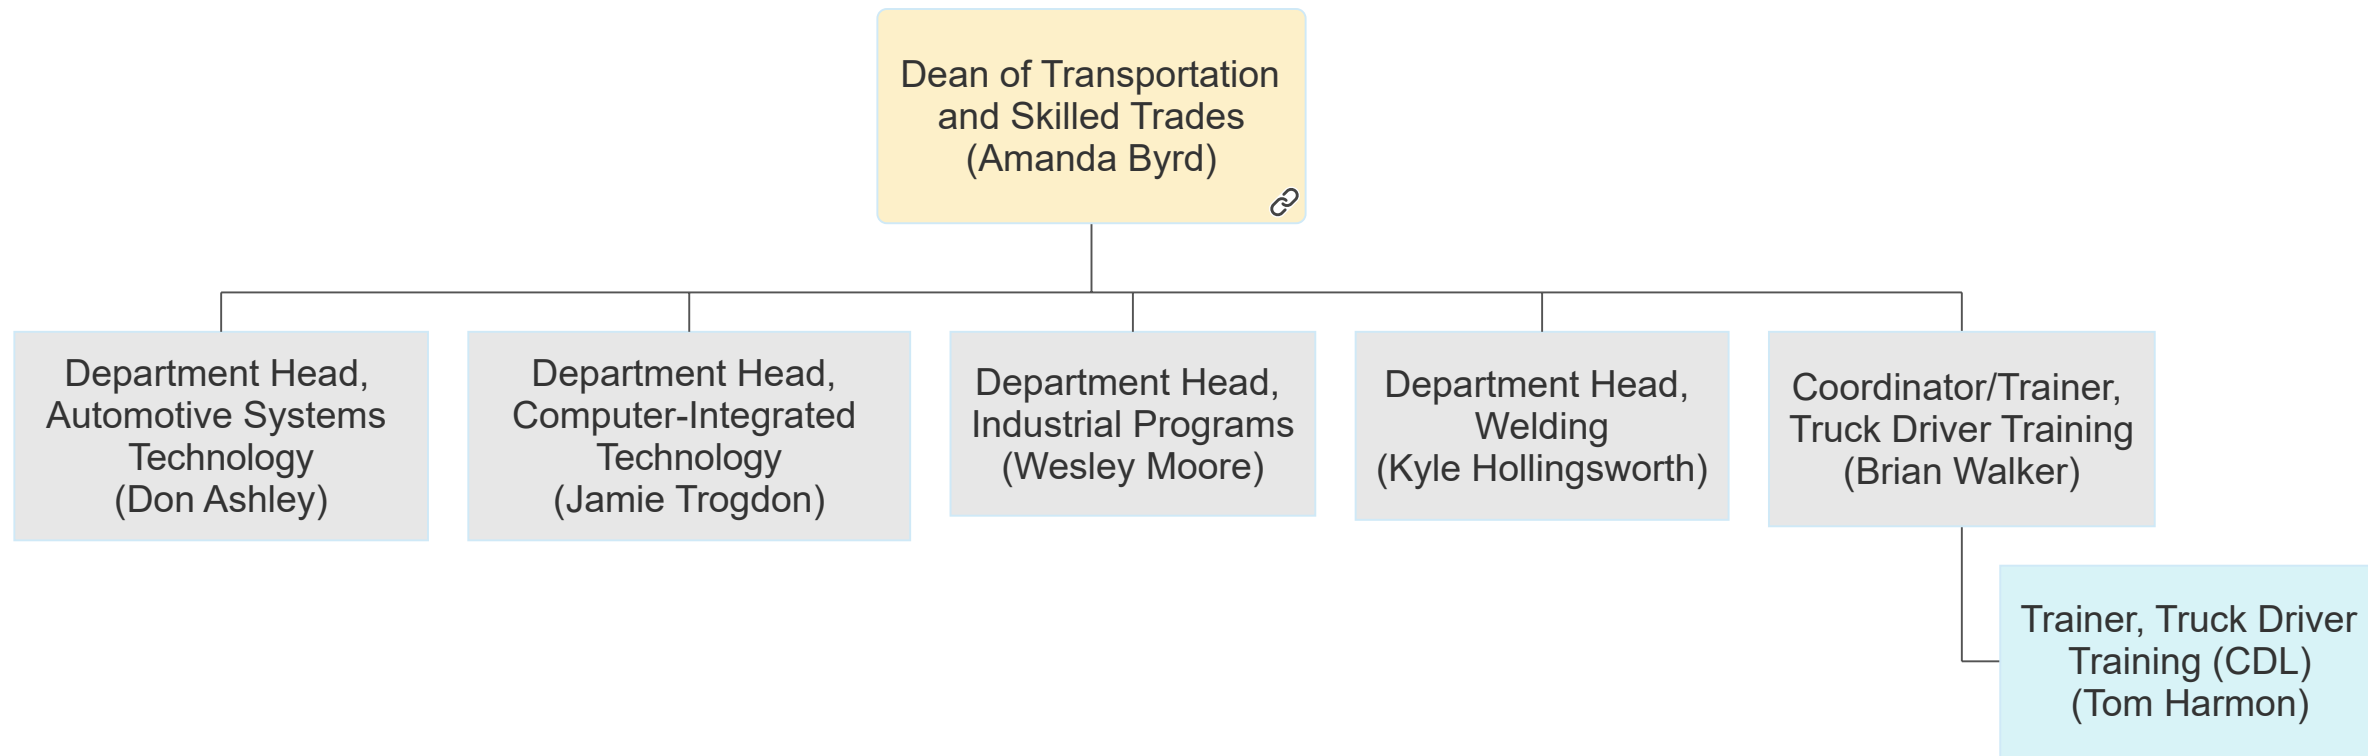 Dean of Transportation
and Skilled Trades
(Amanda Byrd)
Department Head,
Automotive Systems
Technology
(Don Ashley)
Department Head,
Computer-Integrated
Technology
(Jamie Trogdon)
Department Head,
Industrial Programs
(Wesley Moore)
Department Head,
Welding
(Kyle Hollingsworth)
Coordinator/Trainer,
Truck Driver Training
(Brian Walker)
Trainer, Truck Driver
Training (CDL)
(Tom Harmon)